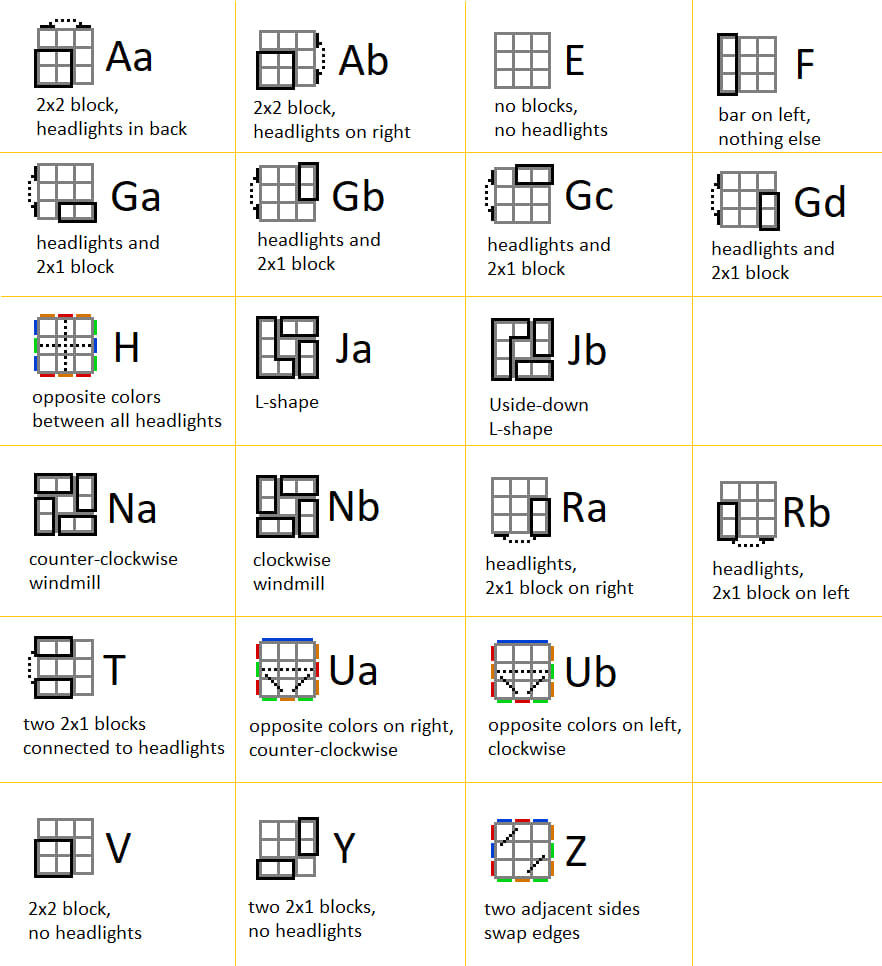 Aa
2x2 block,
headlights in back
Ab
2x2 block,
headlights on right
E
no blocks,
no headlights
F
bar on left,
nothing else
Ga
headlights and
2x1 block
Gb
headlights and
2x1 block
Gc
headlights and
2x1 block
Gd
headlights and
2x1 block
H
opposite colors
between all headlights
Ja
L-shape
Jb
Uside-down
L-shape
Na
counter-clockwise
windmill
Nb
clockwise
windmill
Ra
headlights,
2x1 block on right
Rb
headlights,
2x1 block on left
T
two 2x1 blocks
connected to headlights
Ua
opposite colors on right,
counter-clockwise
Ub
opposite colors on left,
clockwise
V
2x2 block,
no headlights
Y
two 2x1 blocks,
no headlights
Z
two adjacent sides
swap edges